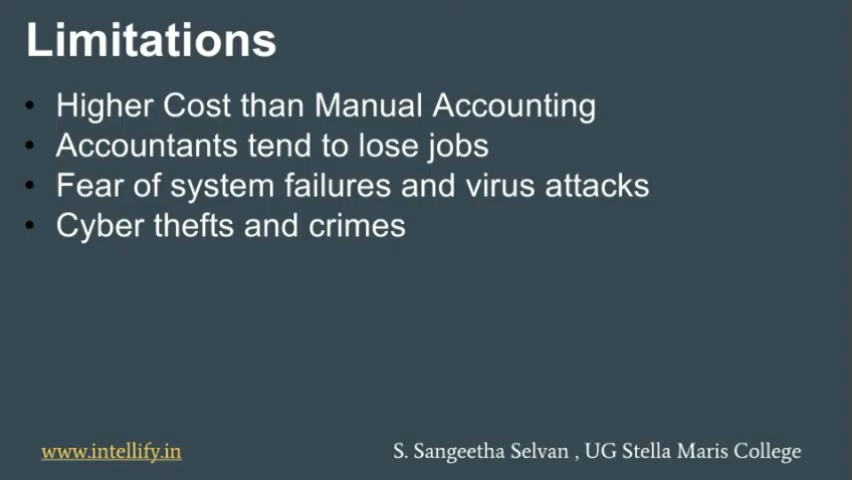 Limitations
• Higher Cost than Manual Accounting
• Accountants tend to lose jobs
• Fear of system failures and virus attacks
• Cyber thefts and crimes
www.intellify.in
S. Sangeetha Selvan , UG Stella Maris College